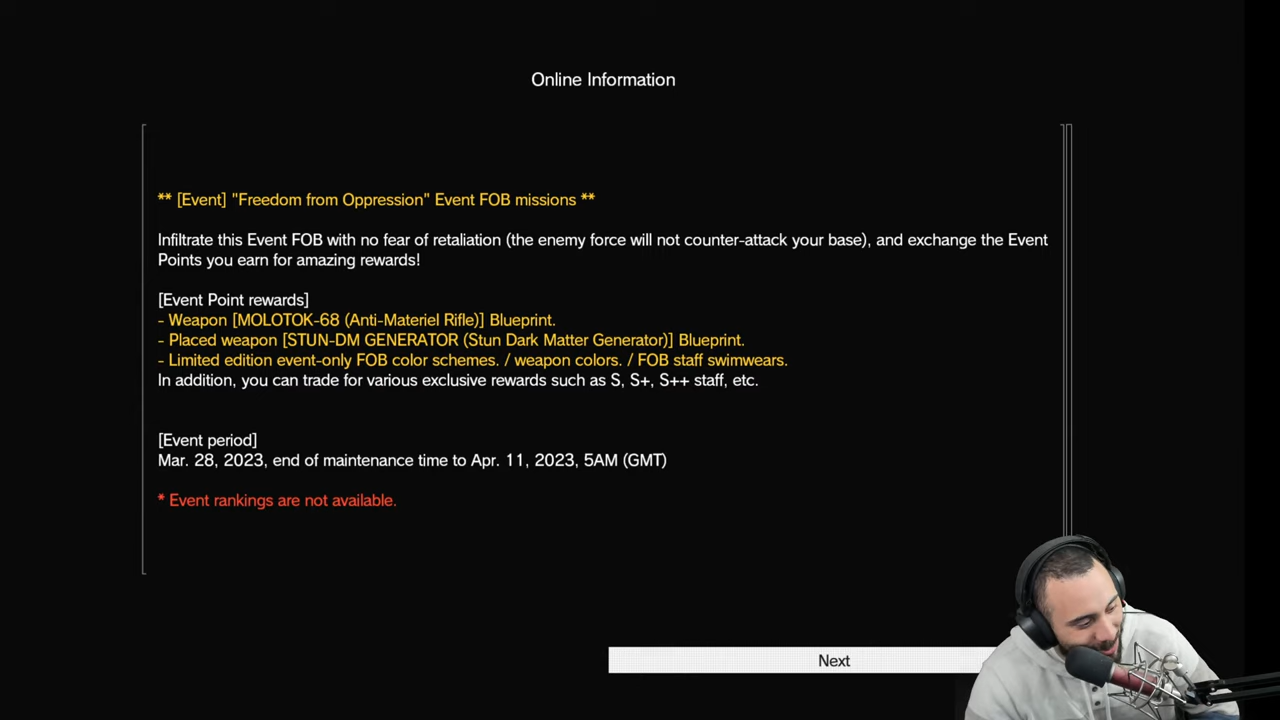 Online Information
** [Event] "Freedom from Oppression" Event FOB missions **
Infiltrate this Event FOB with no fear of retaliation (the enemy force will not counter-attack your base), and exchange the Event
Points you earn for amazing rewards!
[Event Point rewards]
- Weapon [MOLOTOK-68 (Anti-Materiel Rifle)] Blueprint.
- Placed weapon [STUN-DM GENERATOR (Stun Dark Matter Generator)] Blueprint.
- Limited edition event-only FOB color schemes. / weapon colors. / FOB staff swimwears.
In addition, you can trade for various exclusive rewards such as S, S+, S++ staff, etc.
[Event period]
Mar. 28, 2023, end of maintenance time to Apr. 11, 2023, 5AM (GMT)
* Event rankings are not available.
Next